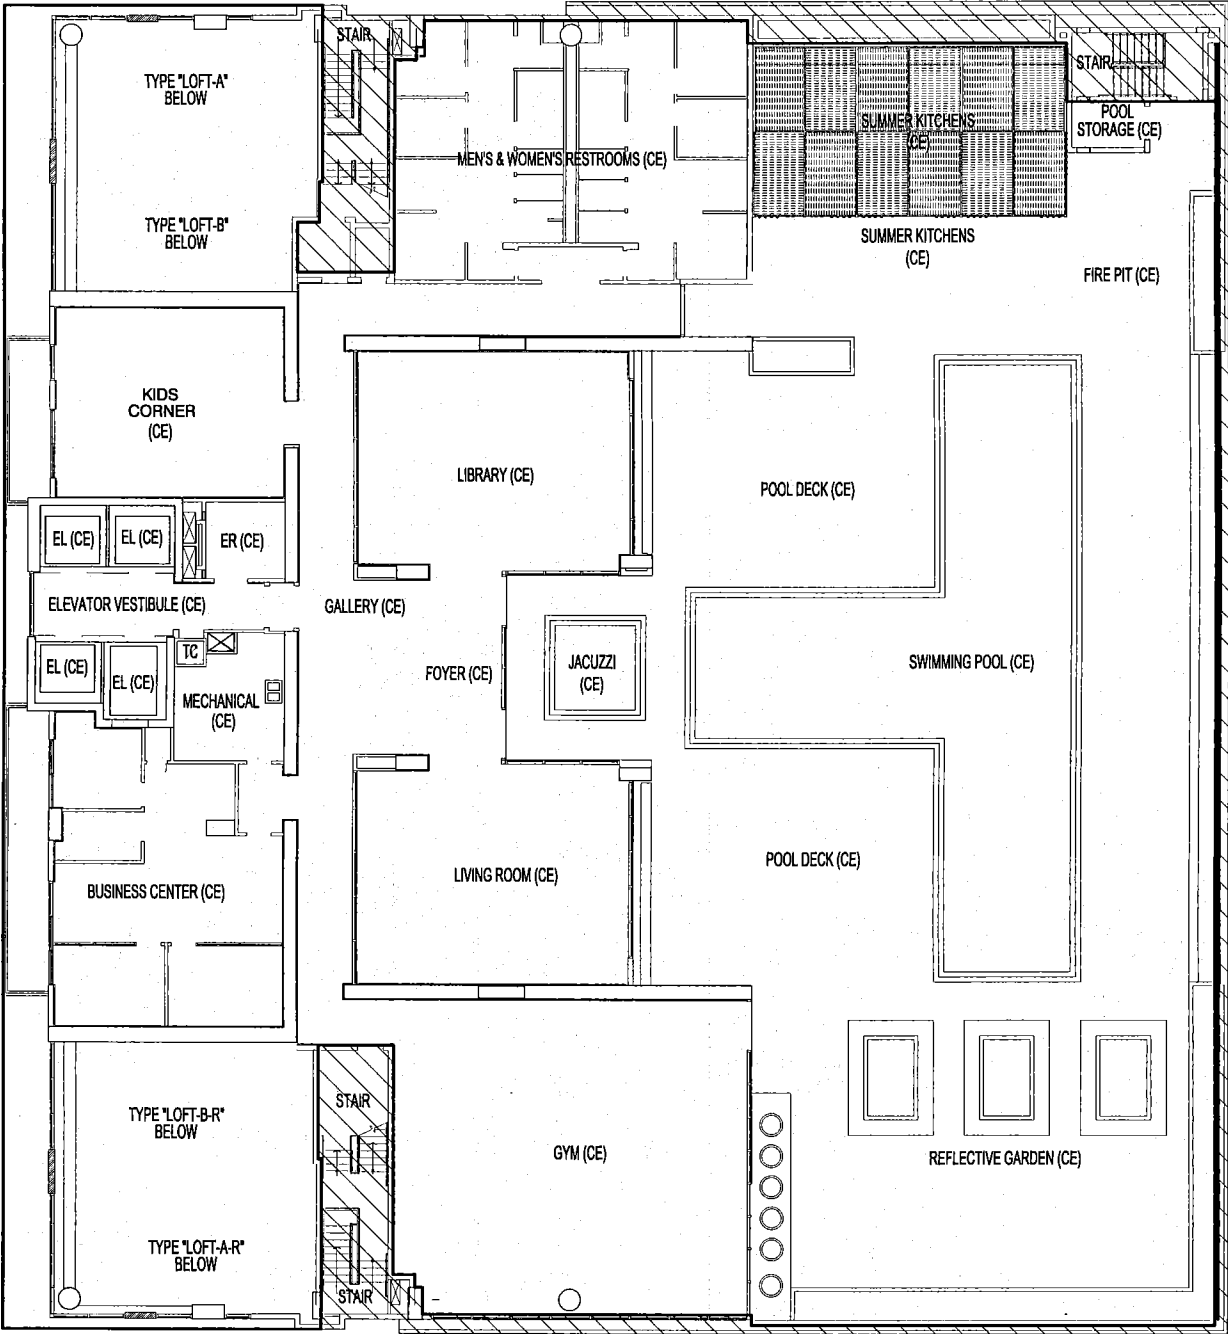 STAIR
TYPE "LOFT-A"
BELOW
STAIR
POOL
STORAGE (CE)
SUMMER KITCHENS
(CE)
MEN'S & WOMEN'S RESTROOMS (CE)
TYPE "LOFT-B"
BELOW
SUMMER KITCHENS
(CE)
FIRE PIT (CE)
KIDS
CORNER
(CE)
LIBRARY (CE)
POOL DECK (CE)
EL (CE)
EL (CE)
ER (CE)
ELEVATOR VESTIBULE (CE)
GALLERY (CE)
TC
EL (CE)
EL (CE)
MECHANICAL
(CE)
FOYER (CE)
JACUZZI
(CE)
SWIMMING POOL (CE)
BUSINESS CENTER (CE)
LIVING ROOM (CE)
POOL DECK (CE)
STAIR
TYPE "LOFT-B-R"
BELOW
GYM (CE)
REFLECTIVE GARDEN (CE)
TYPE "LOFT-A-R"
BELOW
STAIR